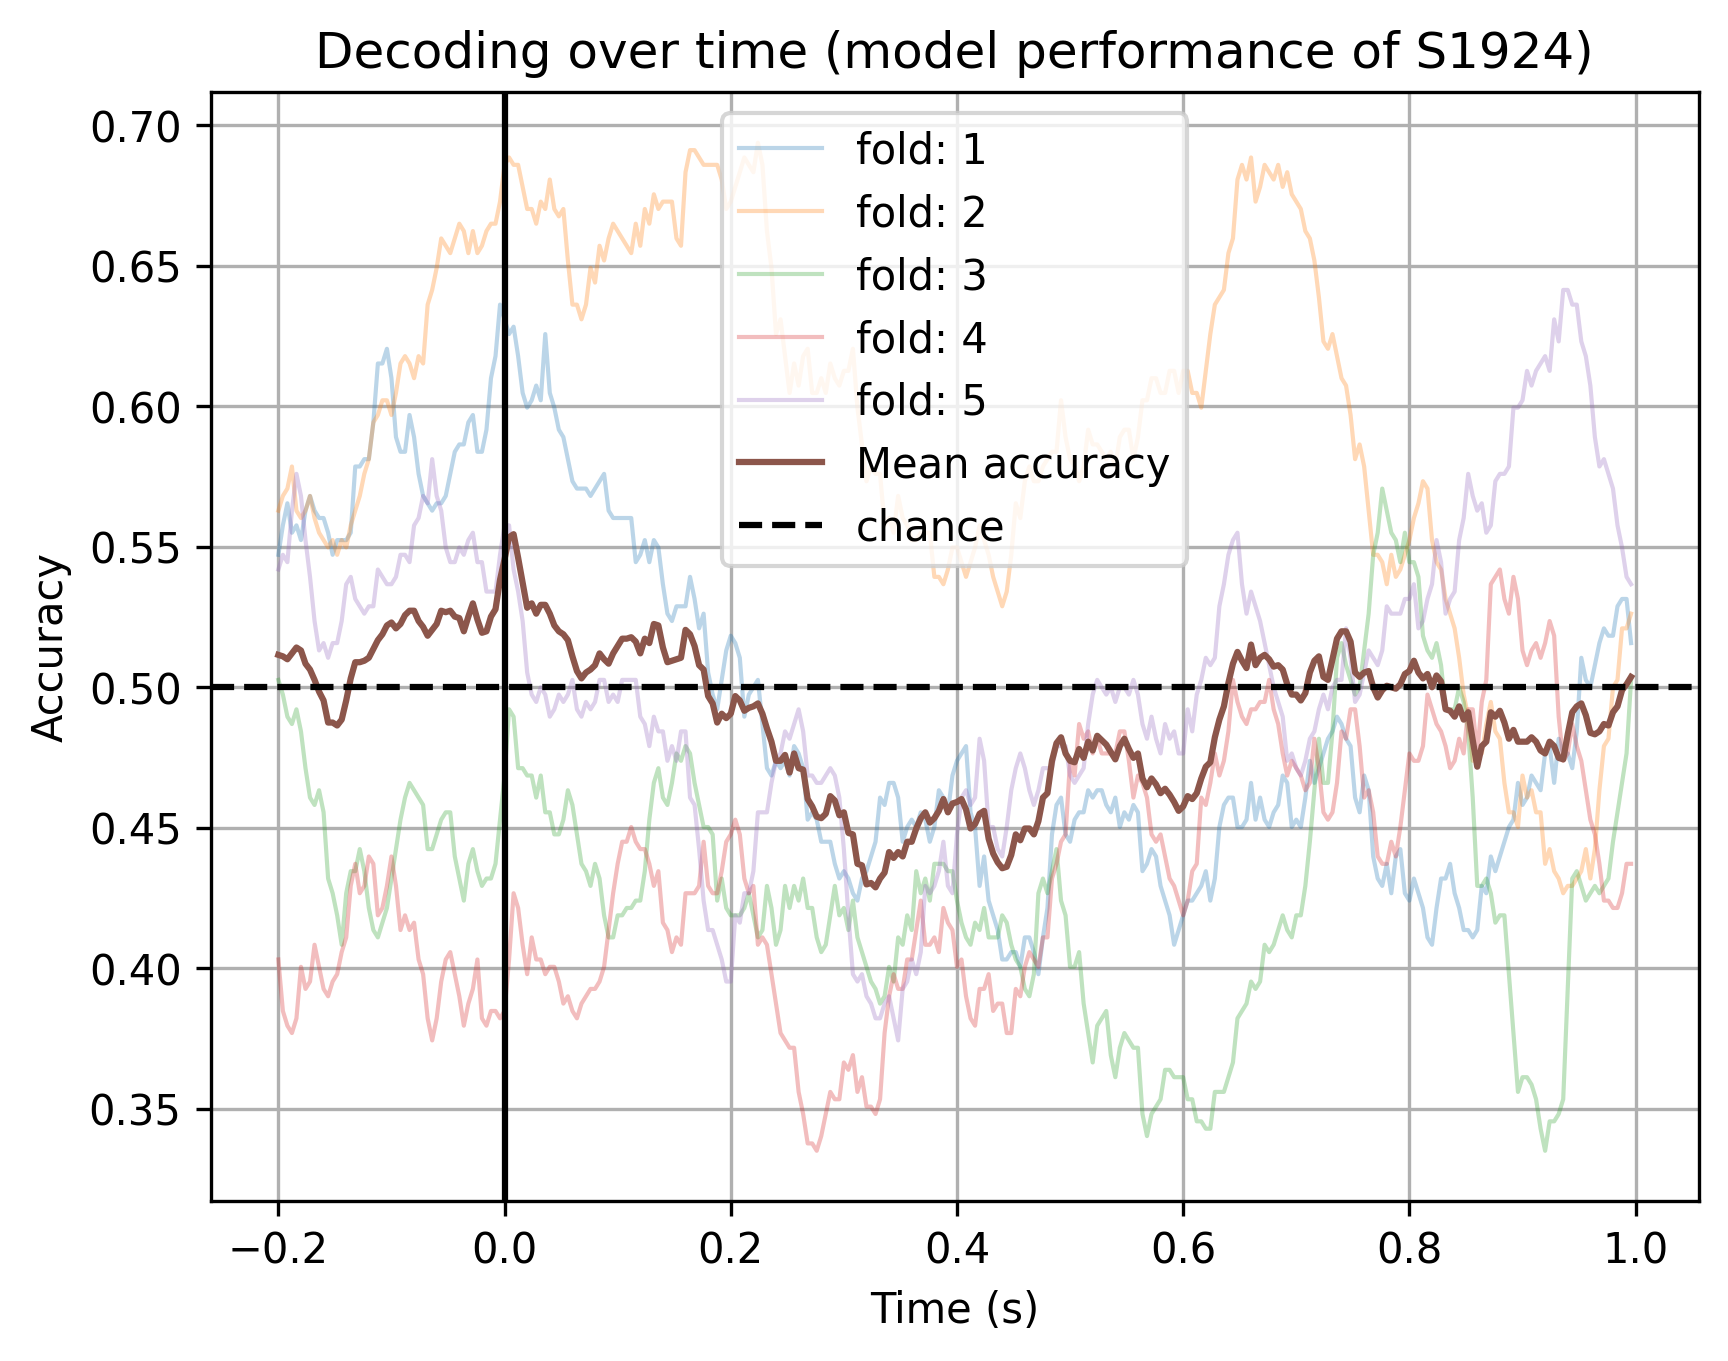 Decoding over time (model performance of S1924)
0.70
0.65
0.60
0.55
0.50
0.45
0.40
0.35
Accuracy
fold: 1
fold: 2
fold: 3
fold: 4
fold: 5
Mean accuracy
chance
−0.2 0.0 0.2 0.4 0.6 0.8 1.0
Time (s)